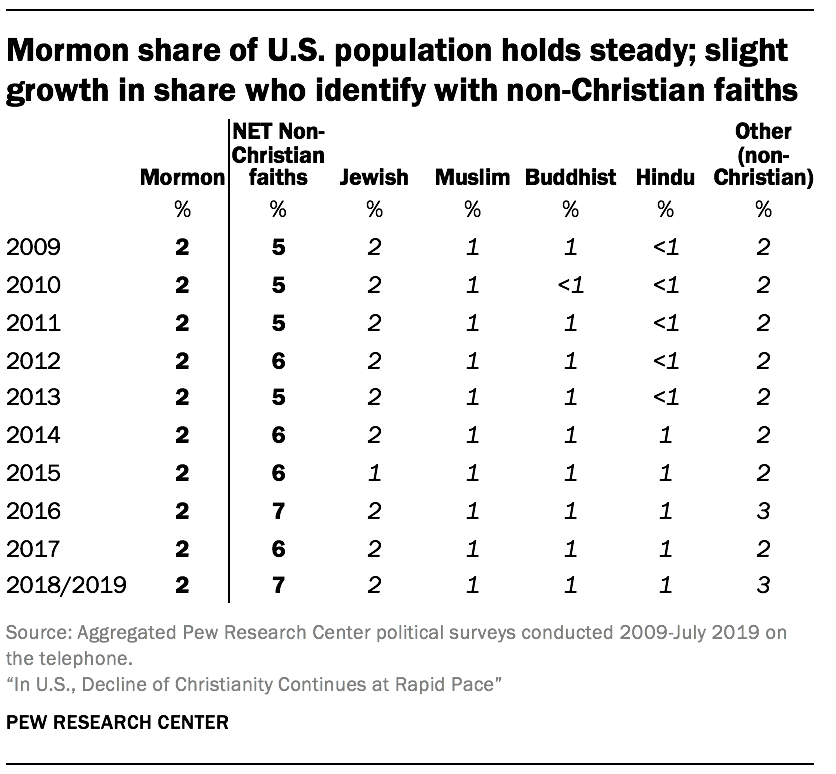 Mormon share of U.S. population holds steady; slight
growth in share who identify with non-Christian faiths
Mormon NET Non-Christian faiths Jewish Muslim Buddhist Hindu Other (non-Christian)
% % % % % % %
2009 2 5 2 1 1 <1 2
2010 2 5 2 1 <1 <1 2
2011 2 5 2 1 1 <1 2
2012 2 6 2 1 1 <1 2
2013 2 5 2 1 1 <1 2
2014 2 6 2 1 1 1 2
2015 2 6 1 1 1 1 2
2016 2 7 2 1 1 1 3
2017 2 6 2 1 1 1 2
2018/2019 2 7 2 1 1 1 3
Source: Aggregated Pew Research Center political surveys conducted 2009-July 2019 on
the telephone.
“In U.S., Decline of Christianity Continues at Rapid Pace”
PEW RESEARCH CENTER